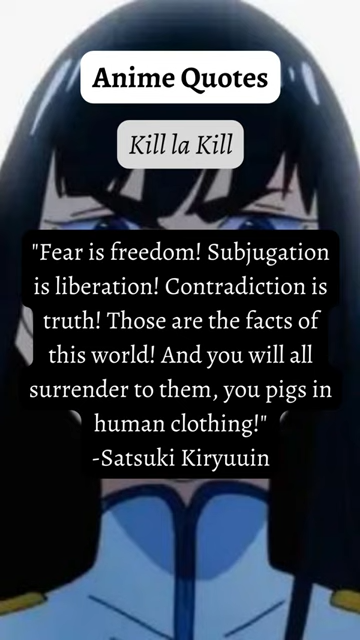 Anime Quotes
Kill la Kill
"Fear is freedom! Subjugation
is liberation! Contradiction is
truth! Those are the facts of
this world! And you will all
surrender to them, you pigs in
human clothing!"
-Satsuki Kiryuuin